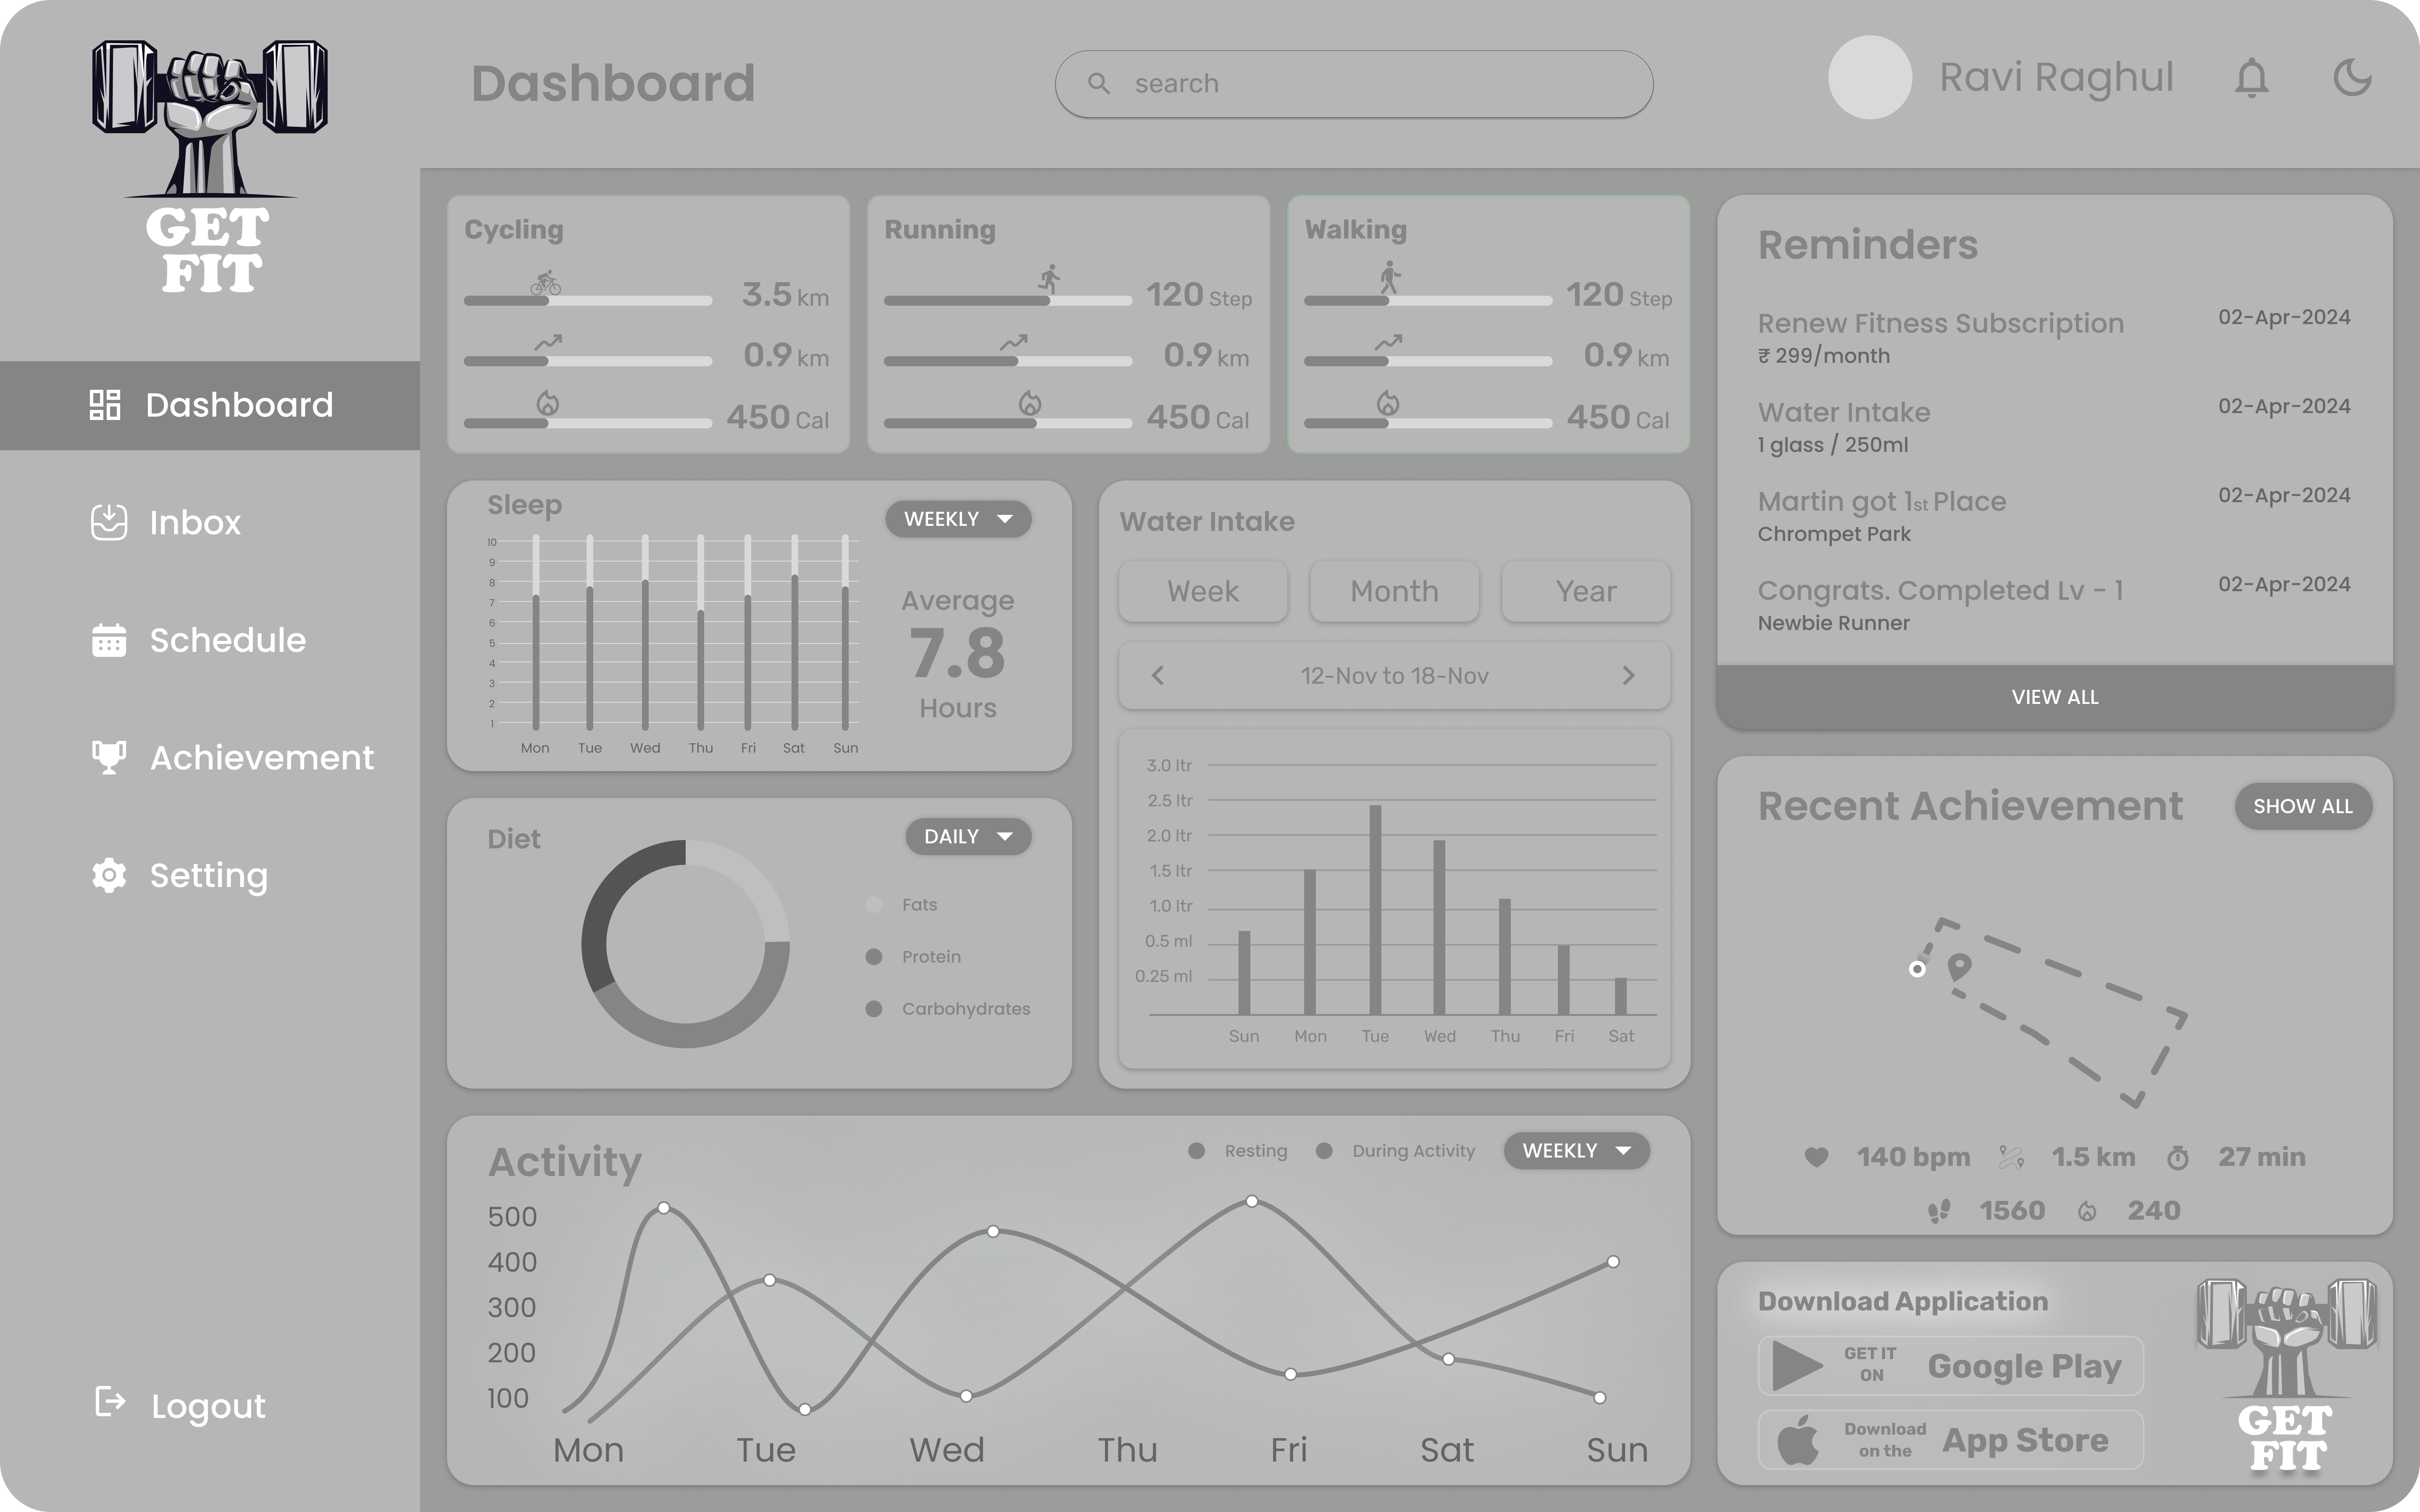 GET
FIT
Dashboard
Inbox
Schedule
Achievement
Setting
Logout
Dashboard
search
Ravi Raghul
Cycling
3.5 km
0.9 km
450 Cal
Running
120 Step
0.9 km
450 Cal
Walking
120 Step
0.9 km
450 Cal
Sleep
WEEKLY
10
9
8
7
6
5
4
3
2
1
Mon Tue Wed Thu Fri Sat Sun
Average
7.8
Hours
Diet
DAILY
Fats
Protein
Carbohydrates
Water Intake
Week Month Year
12-Nov to 18-Nov
3.0 ltr
2.5 ltr
2.0 ltr
1.5 ltr
1.0 ltr
0.5 ml
0.25 ml
Sun Mon Tue Wed Thu Fri Sat
Activity
Resting During Activity WEEKLY
500
400
300
200
100
Mon Tue Wed Thu Fri Sat Sun
Reminders
Renew Fitness Subscription 02-Apr-2024
₹ 299/month
Water Intake 02-Apr-2024
1 glass / 250ml
Martin got 1st Place 02-Apr-2024
Chrompet Park
Congrats. Completed Lv - 1 02-Apr-2024
Newbie Runner
VIEW ALL
Recent Achievement SHOW ALL
140 bpm 1.5 km 27 min
1560 240
Download Application
GET IT
ON
Google Play
Download
on the
App Store
GET
FIT